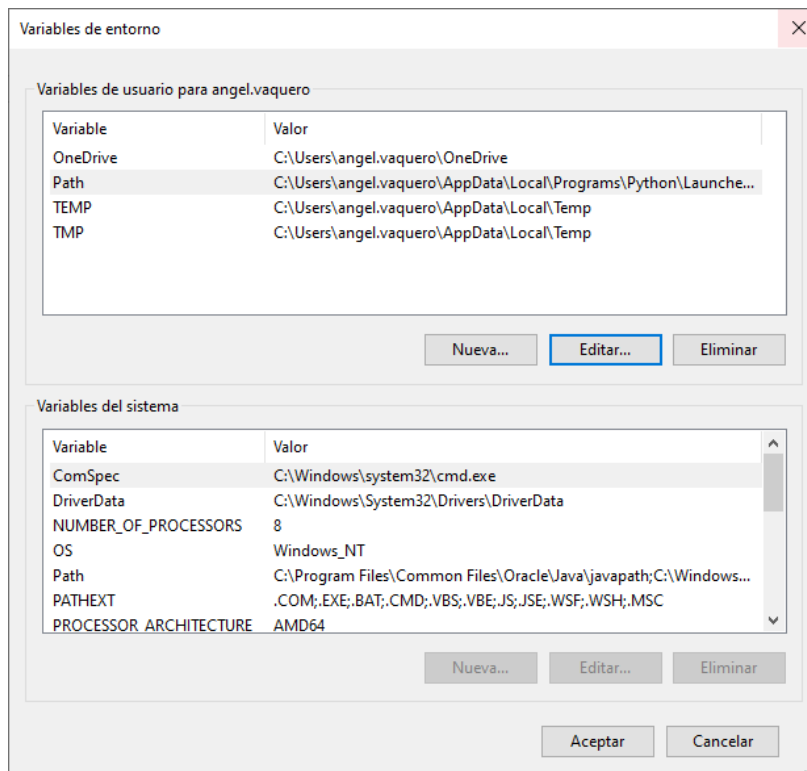 Variables de entorno
Variables de usuario para angel.vaquero
Variable Valor
OneDrive C:\Users\angel.vaquero\OneDrive
Path C:\Users\angel.vaquero\AppData\Local\Programs\Python\Launche...
TEMP C:\Users\angel.vaquero\AppData\Local\Temp
TMP C:\Users\angel.vaquero\AppData\Local\Temp
Nueva... Editar... Eliminar
Variables del sistema
Variable Valor
ComSpec C:\Windows\system32\cmd.exe
DriverData C:\Windows\System32\Drivers\DriverData
NUMBER_OF_PROCESSORS 8
OS Windows_NT
Path C:\Program Files\Common Files\Oracle\Java\javapath;C:\Windows...
PATHEXT .COM;.EXE;.BAT;.CMD;.VBS;.VBE;.JS;.JSE;.WSF;.WSH;.MSC
PROCESSOR_ARCHITECTURE AMD64
Nueva... Editar... Eliminar
Aceptar Cancelar